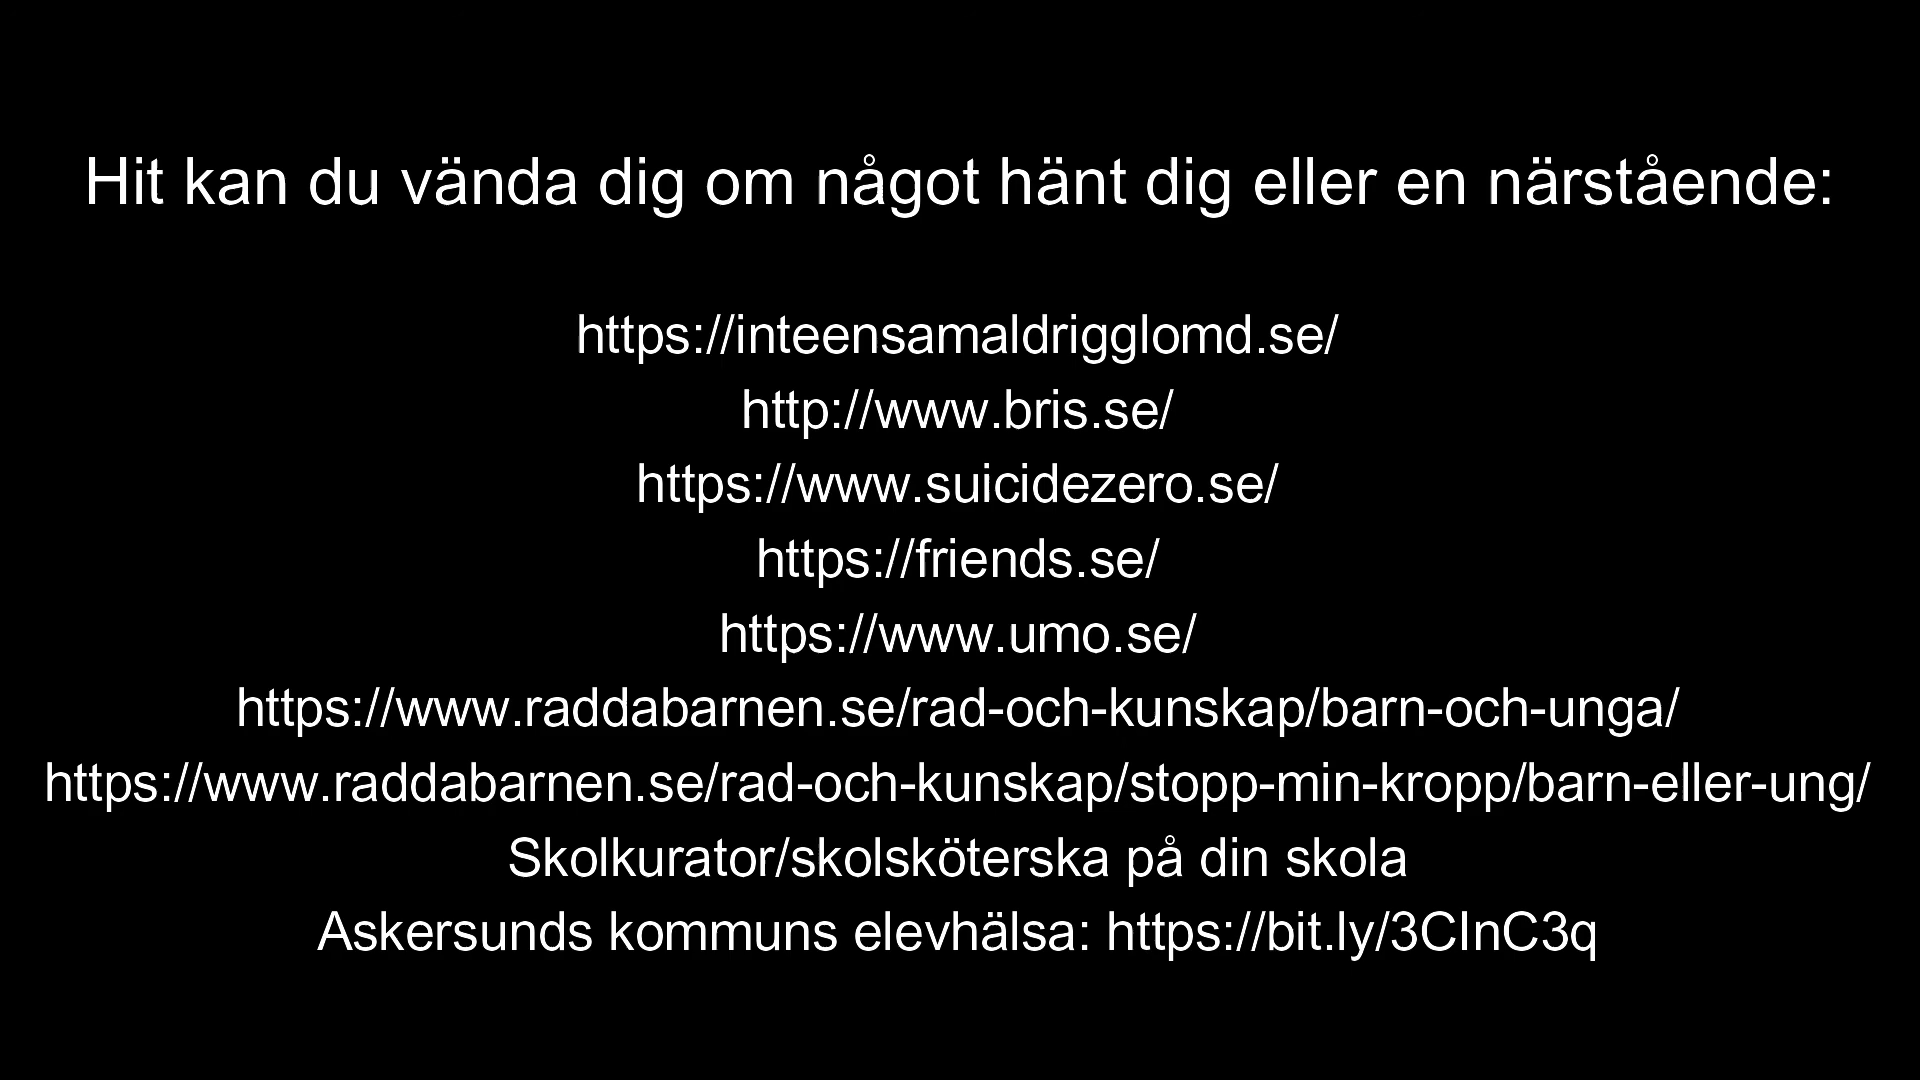 Hit kan du vända dig om något hänt dig eller en närstående:
https://inteensamaldrigglomd.se/
http://www.bris.se/
https://www.suicidezero.se/
https://friends.se/
https://www.umo.se/
https://www.raddabarnen.se/rad-och-kunskap/barn-och-unga/
https://www.raddabarnen.se/rad-och-kunskap/stopp-min-kropp/barn-eller-ung/
Skolkurator/skolsköterska på din skola
Askersunds kommuns elevhälsa: https://bit.ly/3CInC3q